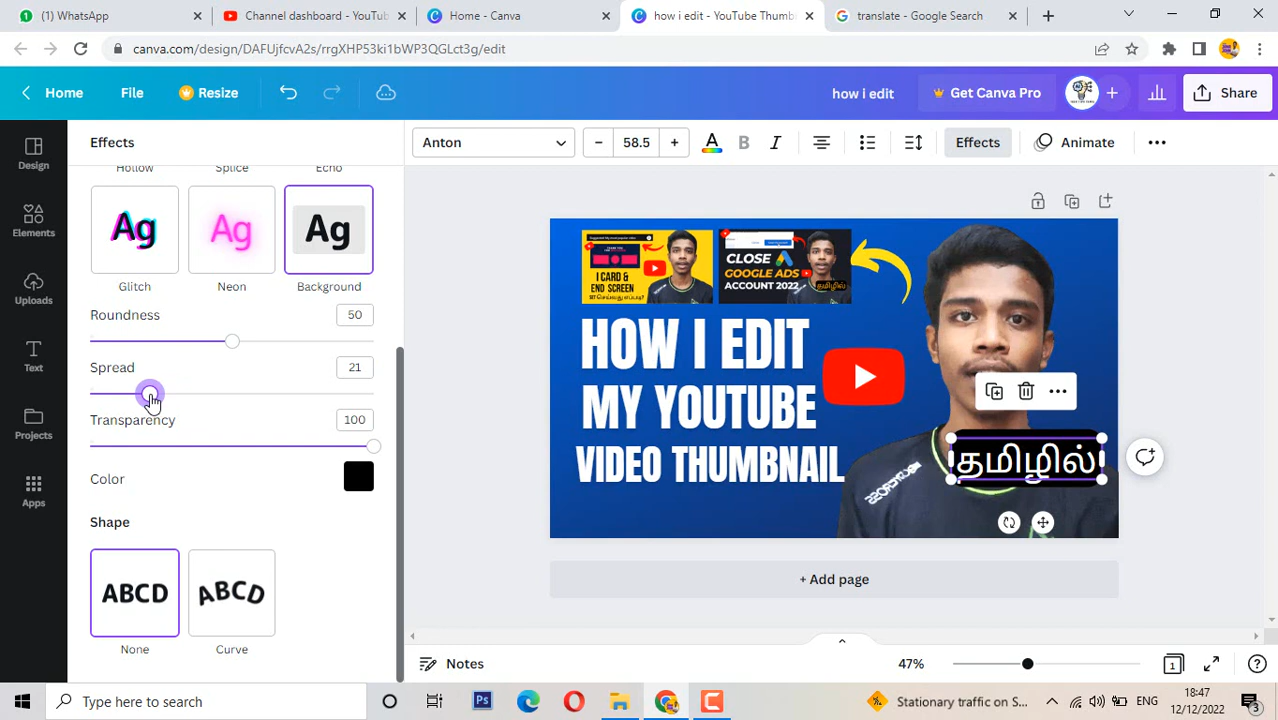 (1) WhatsApp
Channel dashboard - YouTub
Home - Canva
how i edit - YouTube Thumb
translate - Google Search
canva.com/design/DAFUjfcvA2s/rrgXHP53ki1bWP3QGLct3g/edit
Home
File
Resize
how i edit
Get Canva Pro
Share
Effects
Anton
58.5
A
B
I
Effects
Animate
Design
Elements
Uploads
Text
Projects
Apps
Hollow
Splice
Echo
Ag
Ag
Ag
Glitch
Neon
Background
Roundness
50
Spread
21
Transparency
100
Color
Shape
ABCD
ABCD
None
Curve
I CARD &
END SCREEN
CLOSE
GOOGLE ADS
ACCOUNT 2022
தமிழில்
HOW I EDIT
MY YOUTUBE
VIDEO THUMBNAIL
தமிழில்
+ Add page
Notes
47%
1
Type here to search
Ps
Stationary traffic on S...
ENG
18:47
12/12/2022
3